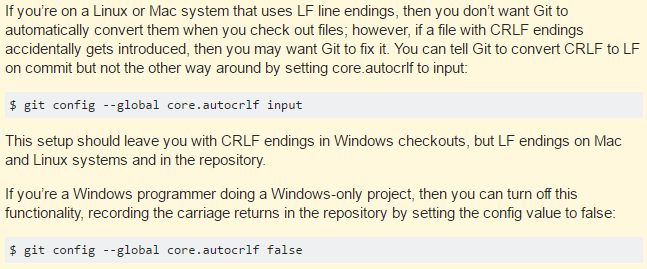 If you're on a Linux or Mac system that uses LF line endings, then you don't want Git to
automatically convert them when you check out files; however, if a file with CRLF endings
accidentally gets introduced, then you may want Git to fix it. You can tell Git to convert CRLF to LF
on commit but not the other way around by setting core.autocrlf to input:
$ git config --global core.autocrlf input
This setup should leave you with CRLF endings in Windows checkouts, but LF endings on Mac
and Linux systems and in the repository.
If you're a Windows programmer doing a Windows-only project, then you can turn off this
functionality, recording the carriage returns in the repository by setting the config value to false:
$ git config --global core.autocrlf false